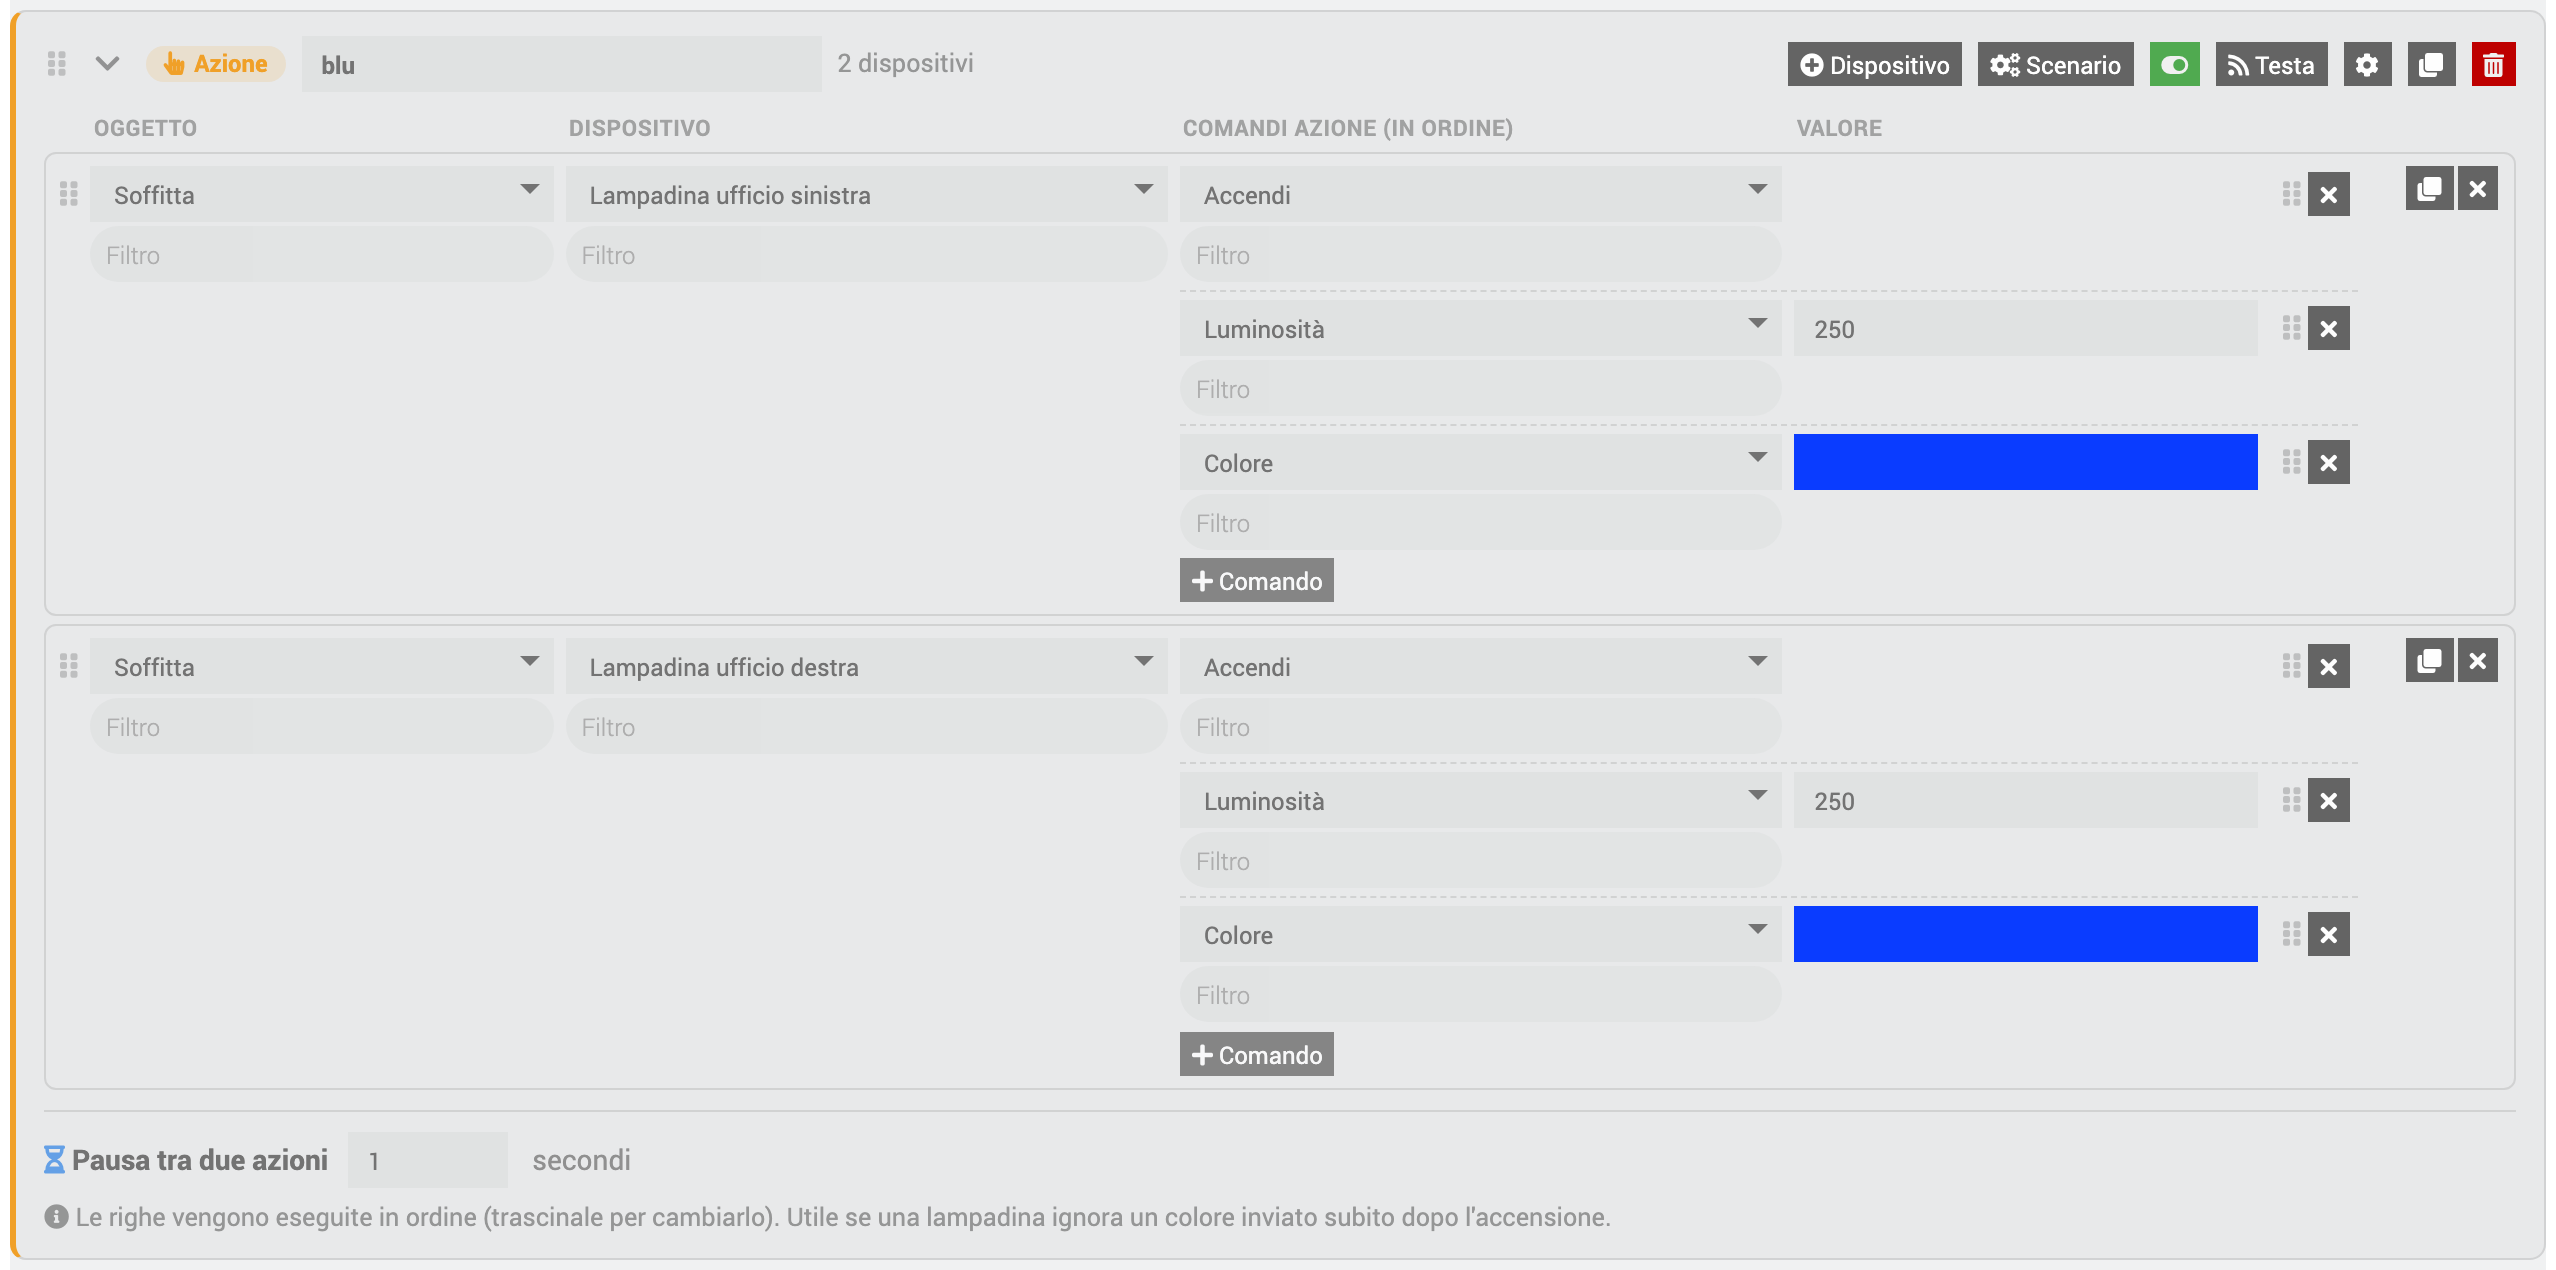 Azione blu 2 dispositivi Dispositivo Scenario Testa
OGGETTO DISPOSITIVO COMANDI AZIONE (IN ORDINE) VALORE
Soffitta Lampadina ufficio sinistra Accendi
Filtro Filtro Filtro
Luminosità 250
Filtro
Colore
Filtro
Comando
Soffitta Lampadina ufficio destra Accendi
Filtro Filtro Filtro
Luminosità 250
Filtro
Colore
Filtro
Comando
Pausa tra due azioni 1 secondi
Le righe vengono eseguite in ordine (trascinale per cambiarlo). Utile se una lampadina ignora un colore inviato subito dopo l'accensione.